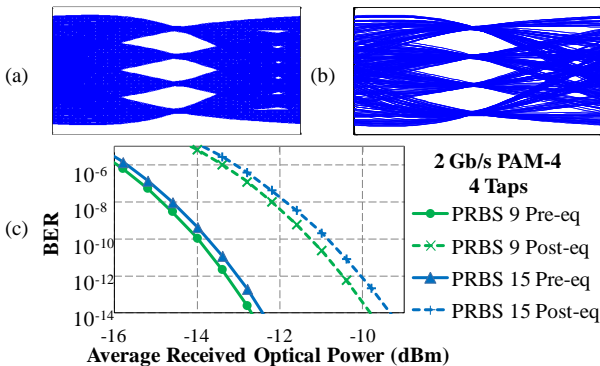 (a)
(b)
(c)
2 Gb/s PAM-4
4 Taps
PRBS 9 Pre-eq
PRBS 9 Post-eq
PRBS 15 Pre-eq
PRBS 15 Post-eq
BER
10-6
10-8
10-10
10-12
10-14
-16
-14
-12
-10
Average Received Optical Power (dBm)